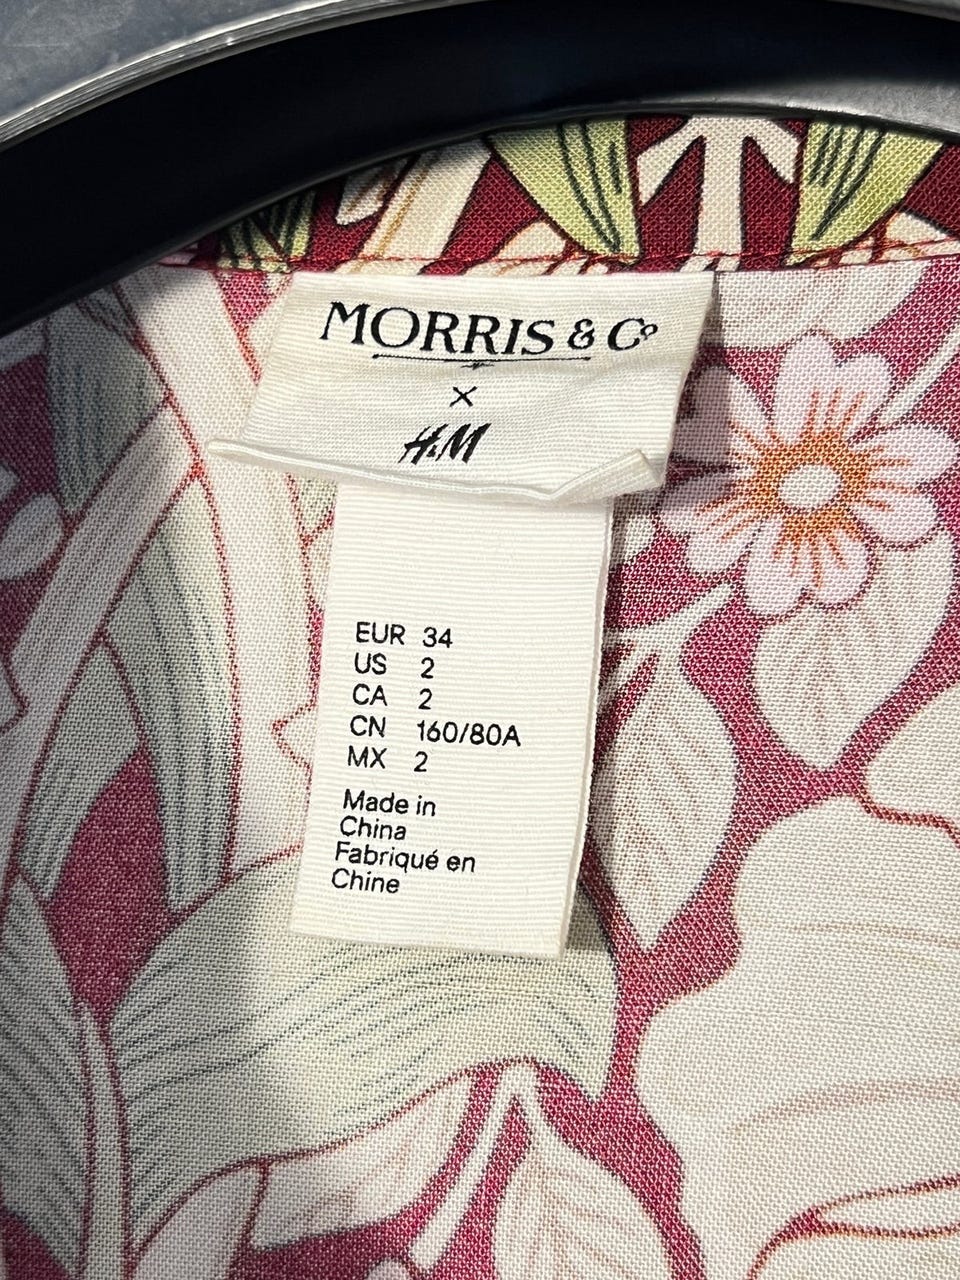 MORRIS & Co
×
H&M
EUR 34
US 2
CA 2
CN 160/80A
MX 2
Made in
China
Fabriqué en
Chine